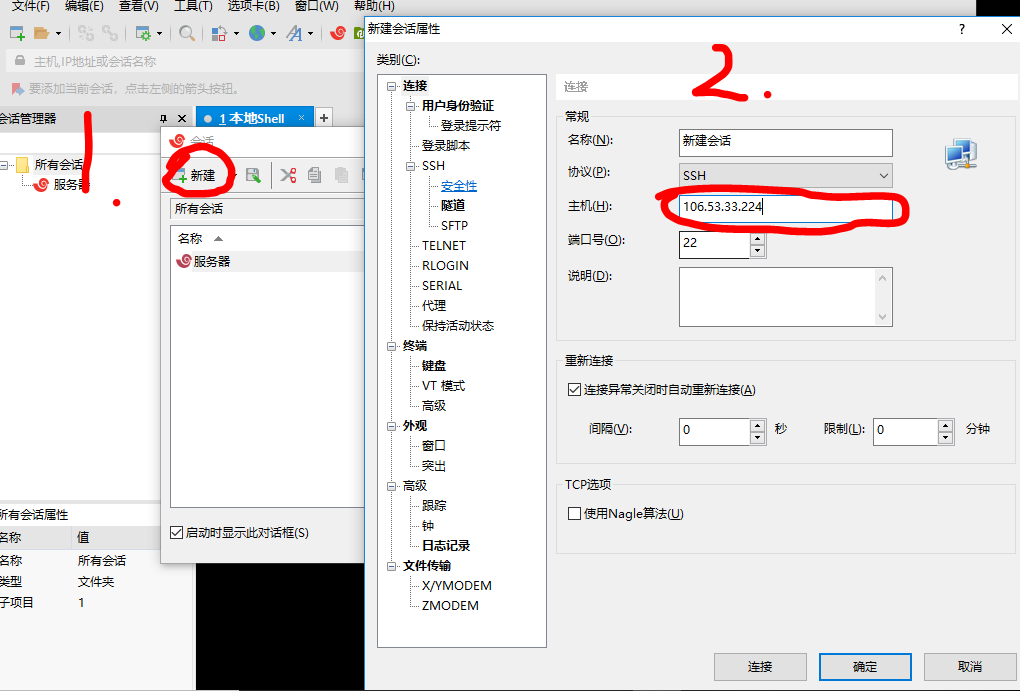 文件(F) 编辑(E) 查看(V) 工具(T) 选项卡(B) 窗口(W) 帮助(H)
主机,IP地址或会话名称
要添加当前会话，点击左侧的箭头按钮。
会话管理器
1 本地Shell
所有会话
服务器
1.
会话
新建
所有会话
名称
服务器
启动时显示此对话框(S)
所有会话属性
名称 值
名称 所有会话
类型 文件夹
子项目 1
新建会话属性
类别(C):
连接
用户身份验证
登录提示符
登录脚本
SSH
安全性
隧道
SFTP
TELNET
RLOGIN
SERIAL
代理
保持活动状态
终端
键盘
VT 模式
高级
外观
窗口
突出
高级
跟踪
钟
日志记录
文件传输
X/YMODEM
ZMODEM
2.
连接
常规
名称(N): 新建会话
协议(P): SSH
主机(H): 106.53.33.224
端口号(O): 22
说明(D):
重新连接
连接异常关闭时自动重新连接(A)
间隔(V): 0 秒 限制(L): 0 分钟
TCP选项
使用Nagle算法(U)
连接 确定 取消